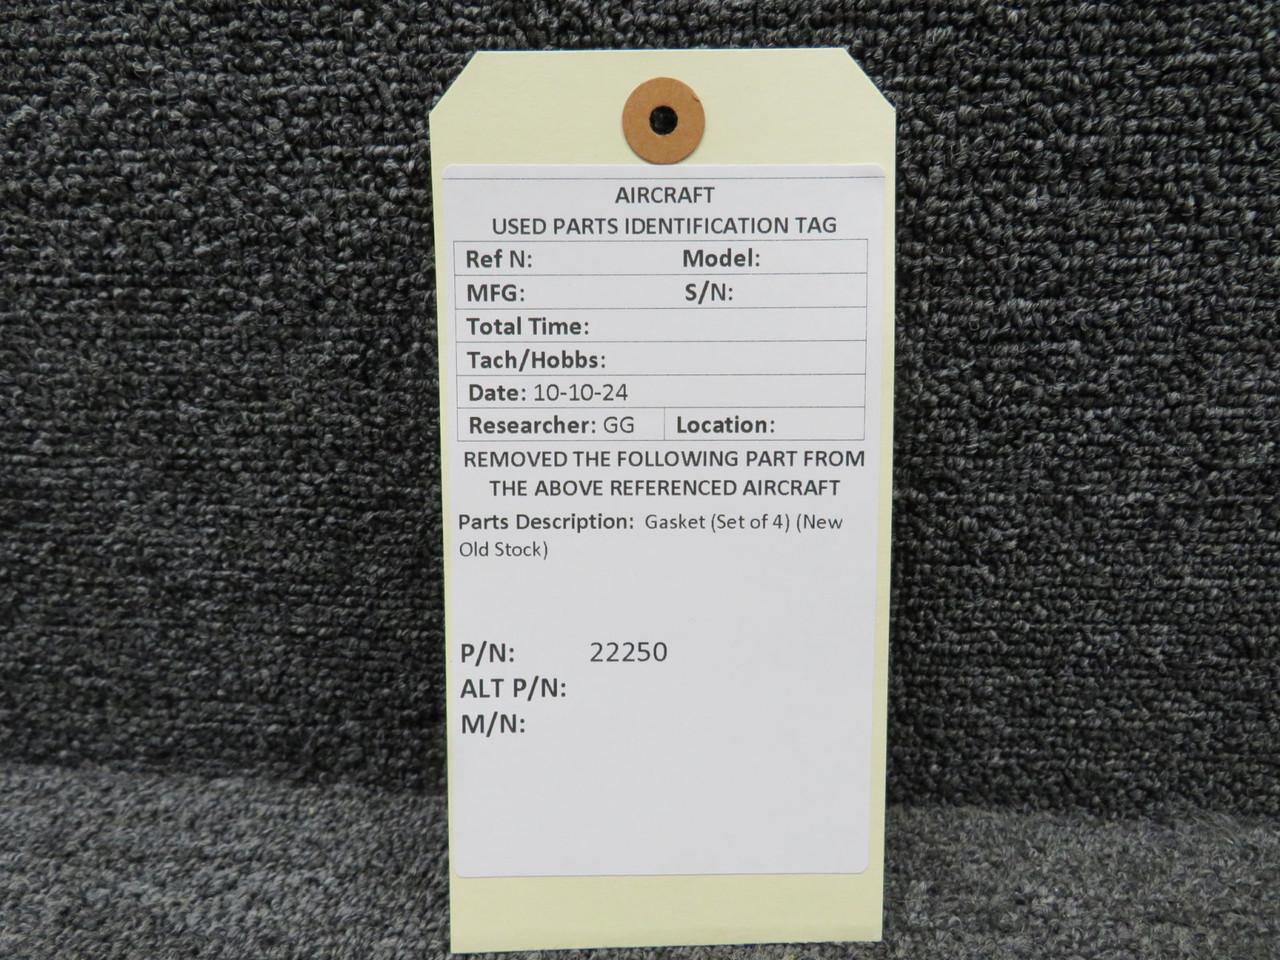 AIRCRAFT
USED PARTS IDENTIFICATION TAG
Ref N: Model:
MFG: S/N:
Total Time:
Tach/Hobbs:
Date: 10-10-24
Researcher: GG Location:
REMOVED THE FOLLOWING PART FROM
THE ABOVE REFERENCED AIRCRAFT
Parts Description: Gasket (Set of 4) (New
Old Stock)
P/N: 22250
ALT P/N:
M/N: